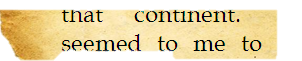 that continent.
seemed to me to